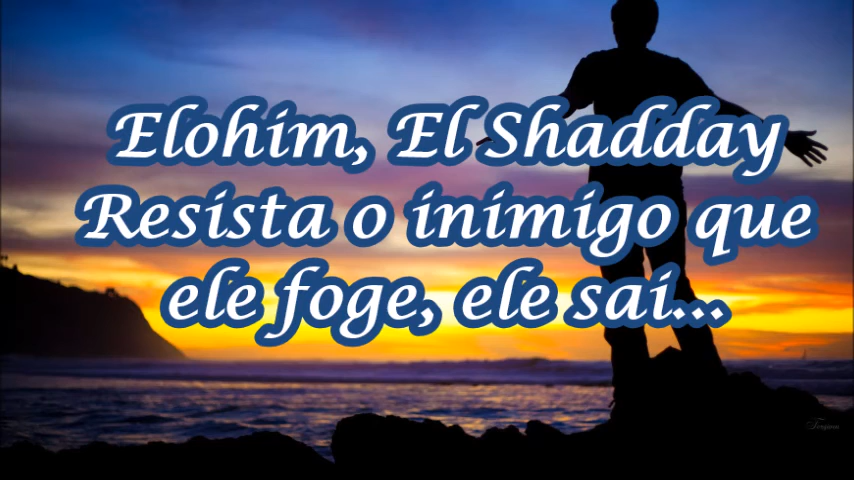 Elohim, El Shadday
Resista o inimigo que
ele foge, ele sai...